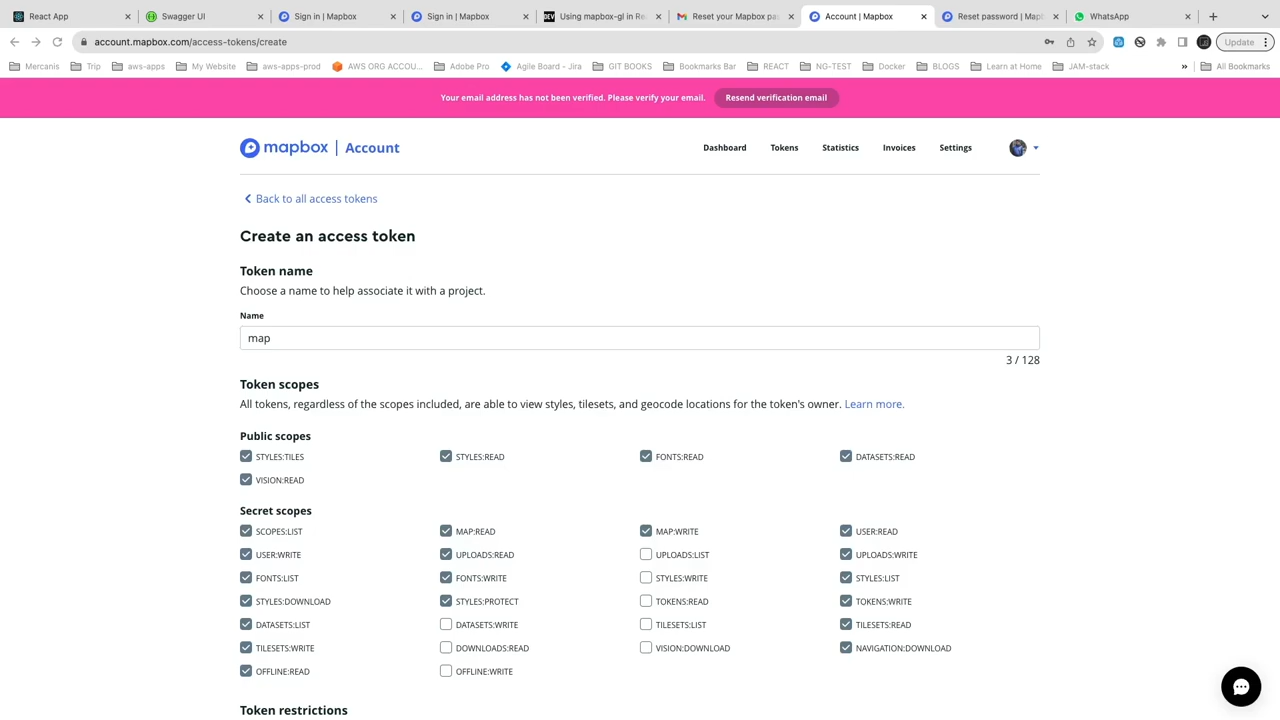 React App
Swagger UI
Sign in | Mapbox
Sign in | Mapbox
DEV
Using mapbox-gl in Re
Reset your Mapbox pa
Account | Mapbox
Reset password | Map
WhatsApp
account.mapbox.com/access-tokens/create
Update
Mercanis
Trip
aws-apps
My Website
aws-apps-prod
AWS ORG ACCOU...
Adobe Pro
Agile Board - Jira
GIT BOOKS
Bookmarks Bar
REACT
NG-TEST
Docker
BLOGS
Learn at Home
JAM-stack
»
All Bookmarks
Your email address has not been verified. Please verify your email.
Resend verification email
mapbox | Account
Dashboard
Tokens
Statistics
Invoices
Settings
Back to all access tokens
Create an access token
Token name
Choose a name to help associate it with a project.
Name
map
3 / 128
Token scopes
All tokens, regardless of the scopes included, are able to view styles, tilesets, and geocode locations for the token's owner. Learn more.
Public scopes
STYLES:TILES
STYLES:READ
FONTS:READ
DATASETS:READ
VISION:READ
Secret scopes
SCOPES:LIST
MAP:READ
MAP:WRITE
USER:READ
USER:WRITE
UPLOADS:READ
UPLOADS:LIST
UPLOADS:WRITE
FONTS:LIST
FONTS:WRITE
STYLES:WRITE
STYLES:LIST
STYLES:DOWNLOAD
STYLES:PROTECT
TOKENS:READ
TOKENS:WRITE
DATASETS:LIST
DATASETS:WRITE
TILESETS:LIST
TILESETS:READ
TILESETS:WRITE
DOWNLOADS:READ
VISION:DOWNLOAD
NAVIGATION:DOWNLOAD
OFFLINE:READ
OFFLINE:WRITE
Token restrictions